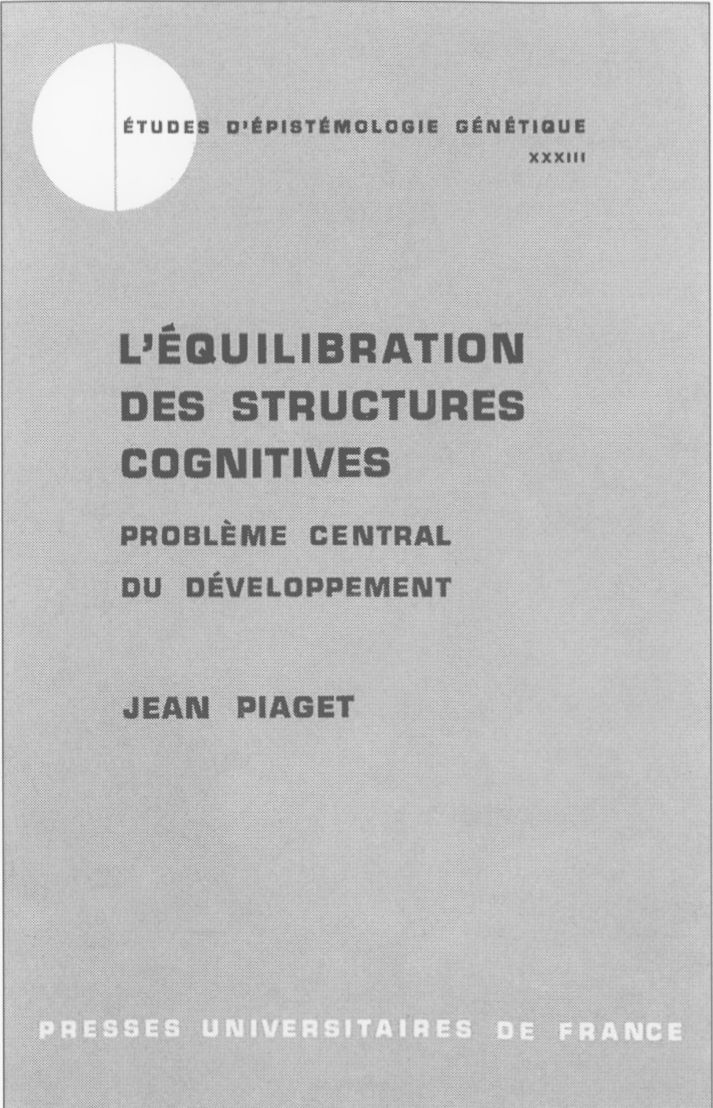 ÉTUDES D'ÉPISTÉMOLOGIE GÉNÉTIQUE
XXXIII
L'ÉQUILIBRATION
DES STRUCTURES
COGNITIVES
PROBLÈME CENTRAL
DU DÉVELOPPEMENT
JEAN PIAGET
PRESSES UNIVERSITAIRES DE FRANCE